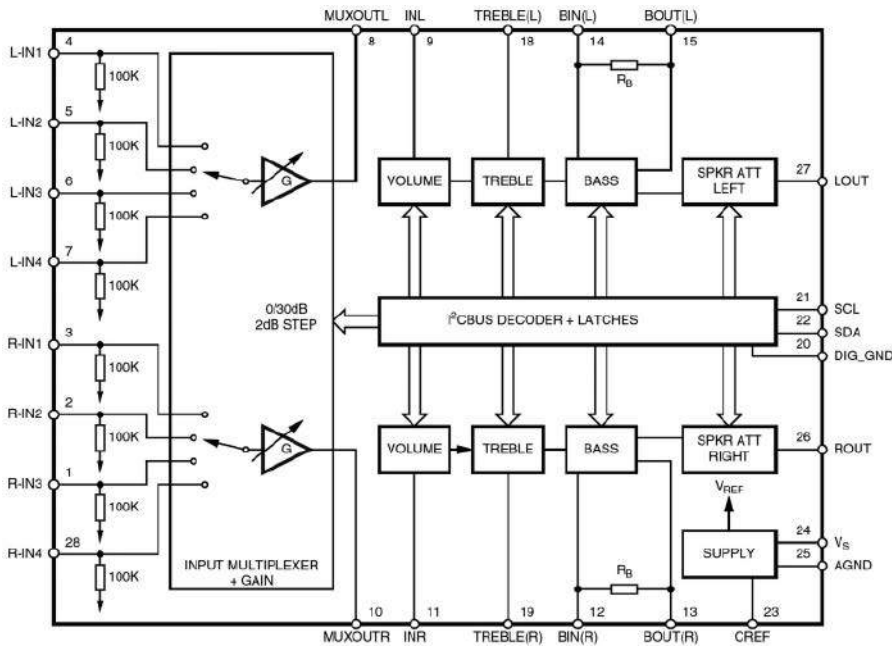 MUXOUTL INL TREBLE(L) BIN(L) BOUT(L)
8 9 18 14 15
L-IN1 4
100K
L-IN2 5
100K
L-IN3 6
100K
L-IN4 7
100K
R-IN1 3
100K
R-IN2 2
100K
R-IN3 1
100K
R-IN4 28
100K
G
0/30dB
2dB STEP
G
INPUT MULTIPLEXER
+ GAIN
RB
VOLUME TREBLE BASS SPKR ATT
LEFT
27 LOUT
I²CBUS DECODER + LATCHES
21 SCL
22 SDA
20 DIG_GND
VOLUME TREBLE BASS SPKR ATT
RIGHT
26 ROUT
VREF
SUPPLY
24 VS
25 AGND
RB
10 11 19 12 13 23
MUXOUTR INR TREBLE(R) BIN(R) BOUT(R) CREF